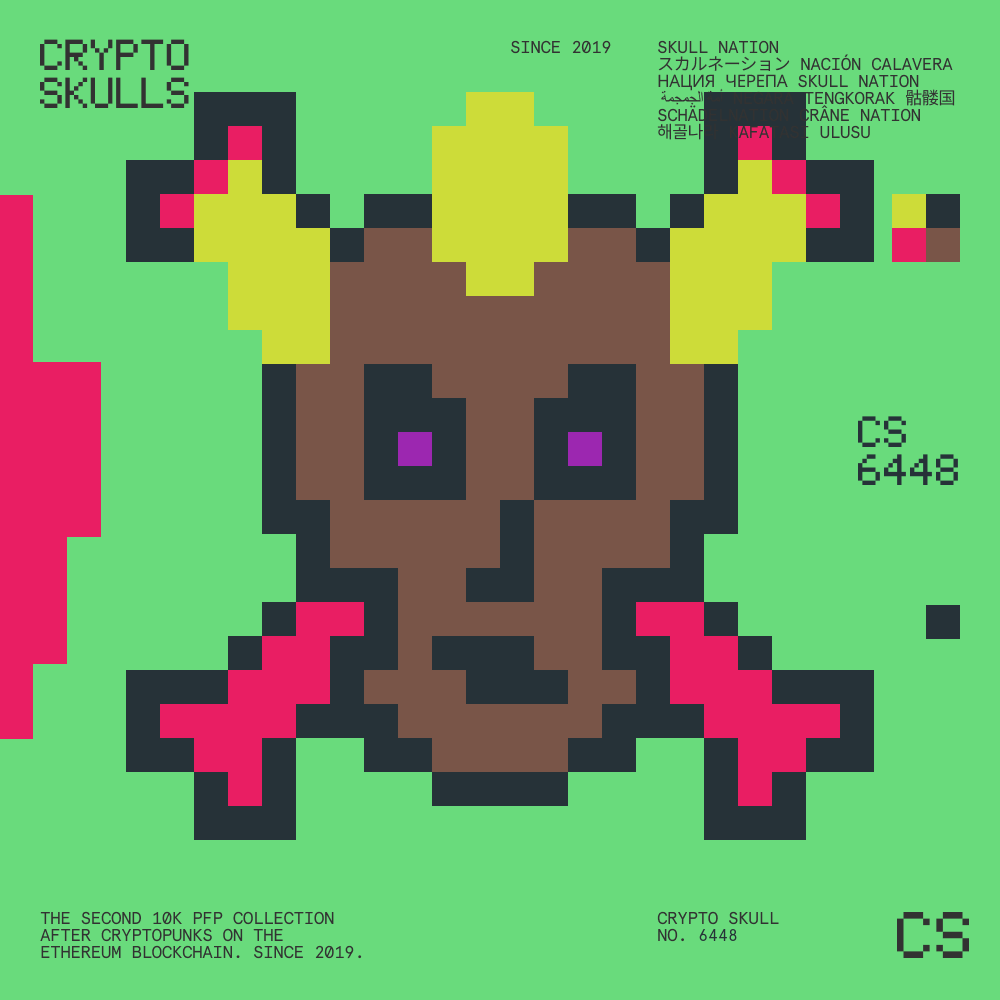 CRYPTO
SKULLS
SINCE 2019
SKULL NATION
スカルネーション NACIÓN CALAVERA
НАЦИЯ ЧЕРЕПА SKULL NATION
الجمجمة TENGKORAK 骷髅国
CRÂNE NATION
해골 ULUSU
CS
6448
THE SECOND 10K PFP COLLECTION
AFTER CRYPTOPUNKS ON THE
ETHEREUM BLOCKCHAIN. SINCE 2019.
CRYPTO SKULL
NO. 6448
CS